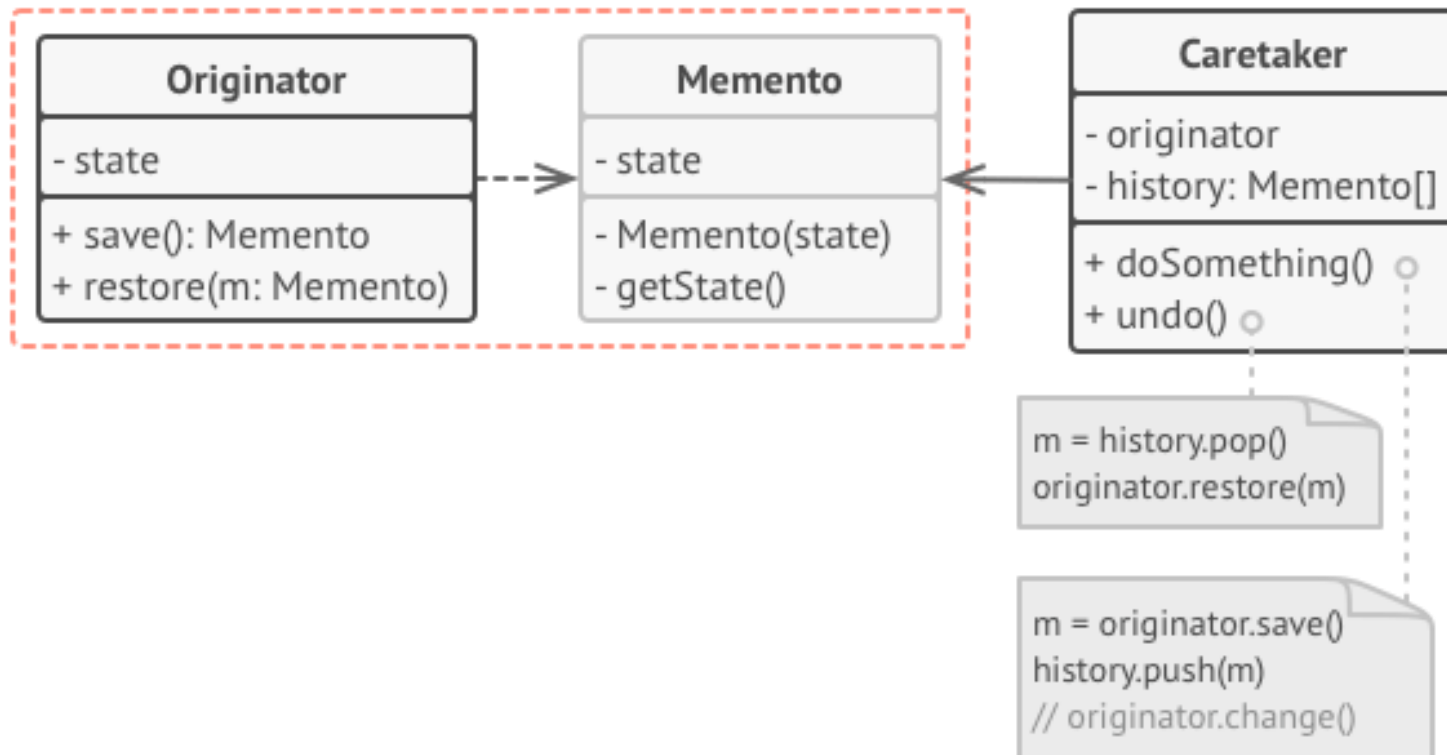 Originator
- state
+ save(): Memento
+ restore(m: Memento)
Memento
- state
- Memento(state)
- getState()
Caretaker
- originator
- history: Memento[]
+ doSomething()
+ undo()
m = history.pop()
originator.restore(m)
m = originator.save()
history.push(m)
// originator.change()